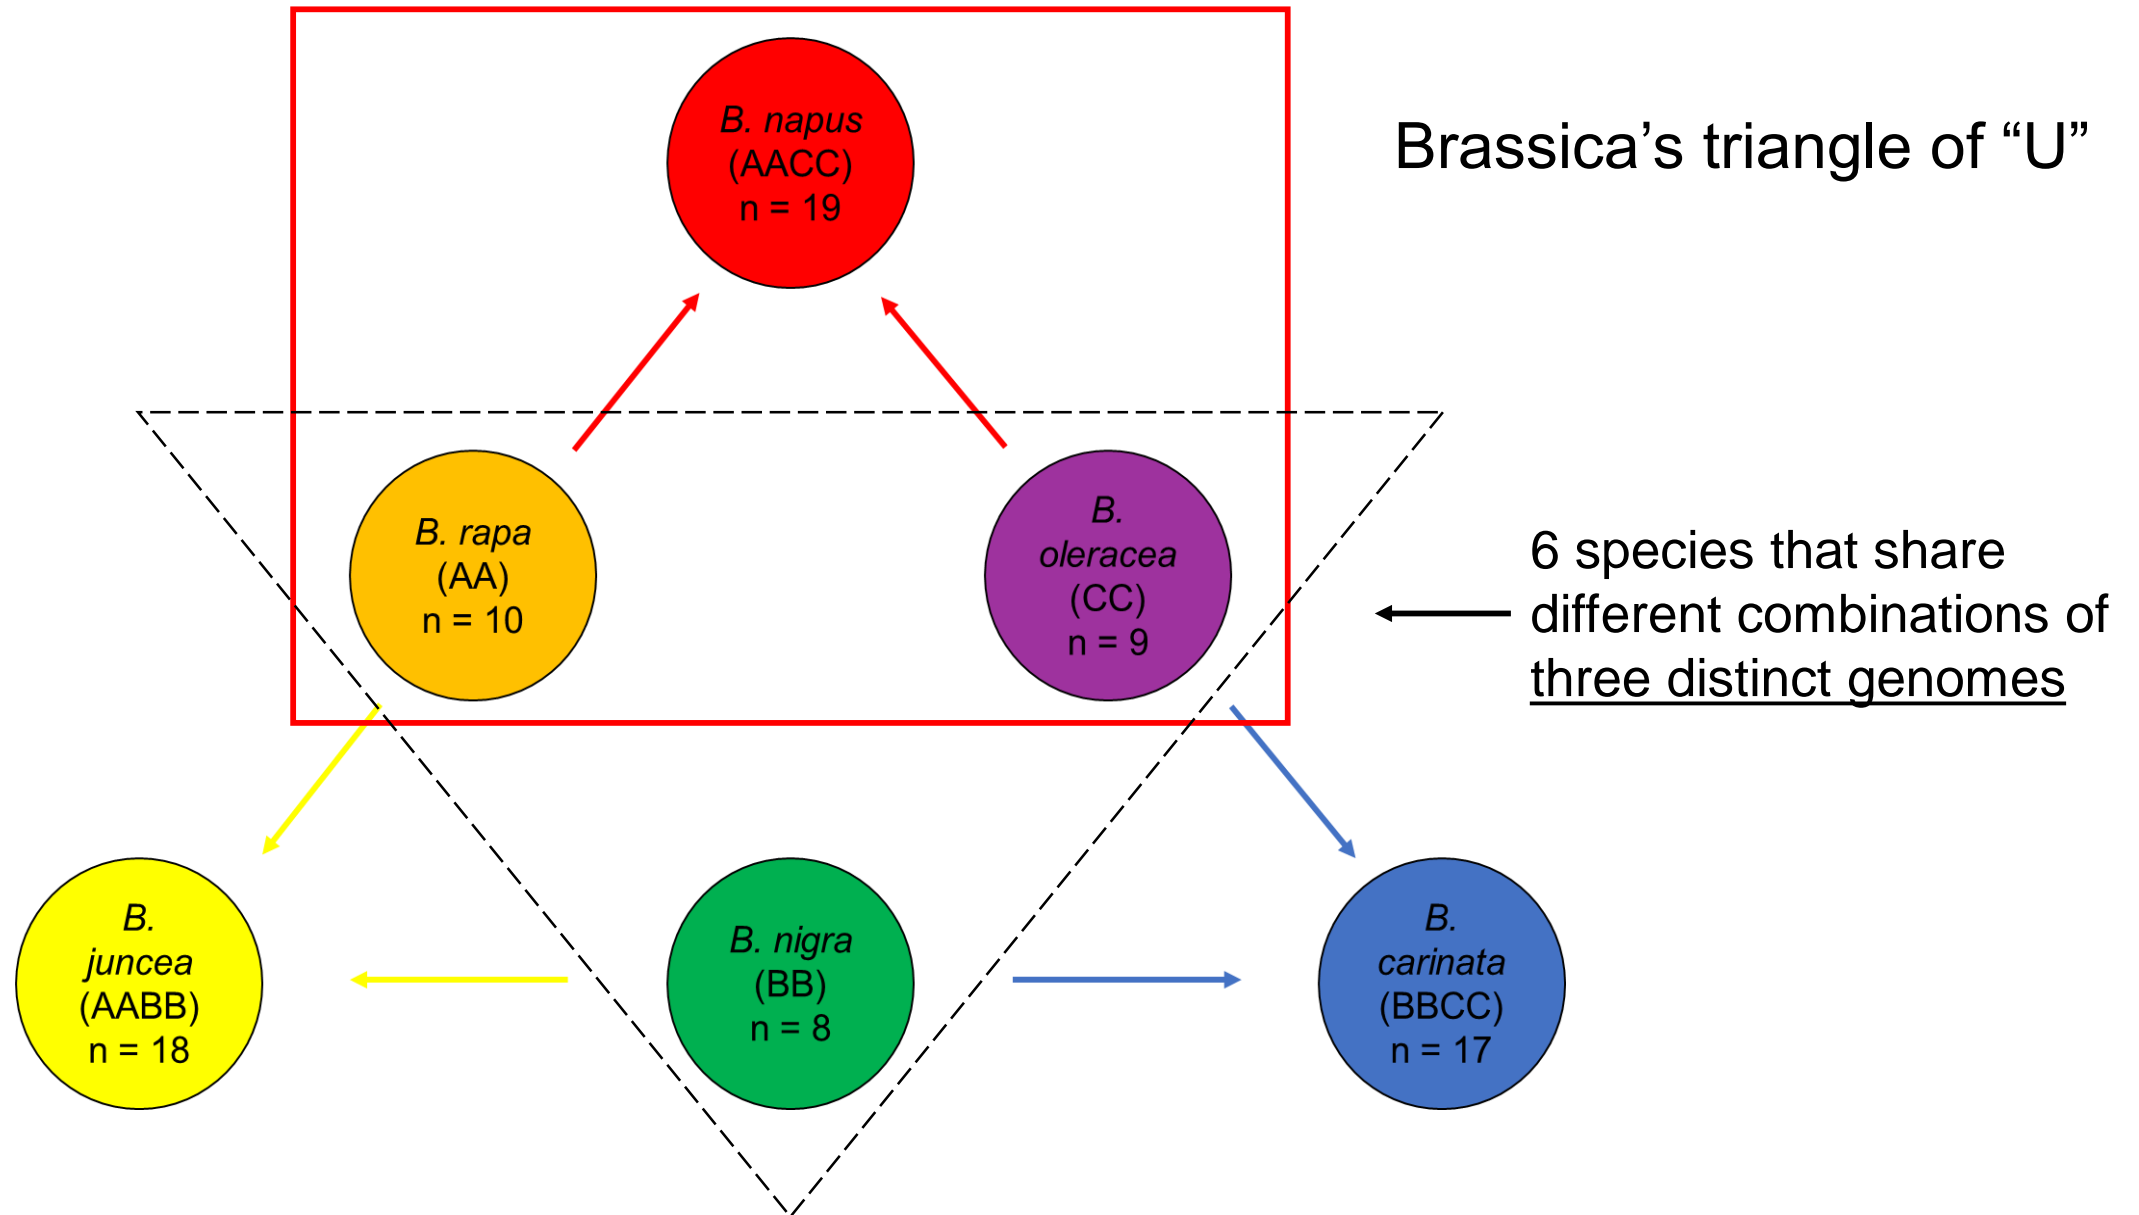 B. napus
(AACC)
n = 19
Brassica’s triangle of “U”
B. rapa
(AA)
n = 10
B.
oleracea
(CC)
n = 9
6 species that share
different combinations of
three distinct genomes
B.
juncea
(AABB)
n = 18
B. nigra
(BB)
n = 8
B.
carinata
(BBCC)
n = 17